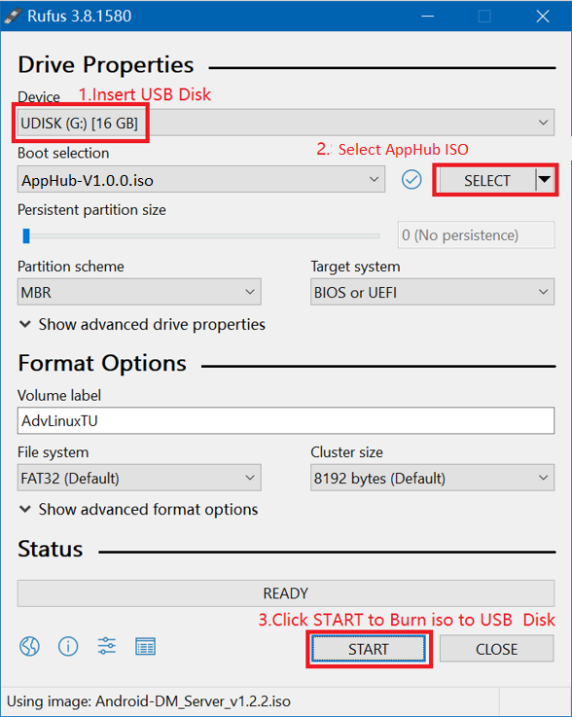 Rufus 3.8.1580
Drive Properties
Device 1.Insert USB Disk
UDISK (G:) [16 GB]
Boot selection 2. Select AppHub ISO
AppHub-V1.0.0.iso SELECT
Persistent partition size
0 (No persistence)
Partition scheme Target system
MBR BIOS or UEFI
Show advanced drive properties
Format Options
Volume label
AdvLinuxTU
File system Cluster size
FAT32 (Default) 8192 bytes (Default)
Show advanced format options
Status
READY
3.Click START to Burn iso to USB Disk
START CLOSE
Using image: Android-DM_Server_v1.2.2.iso